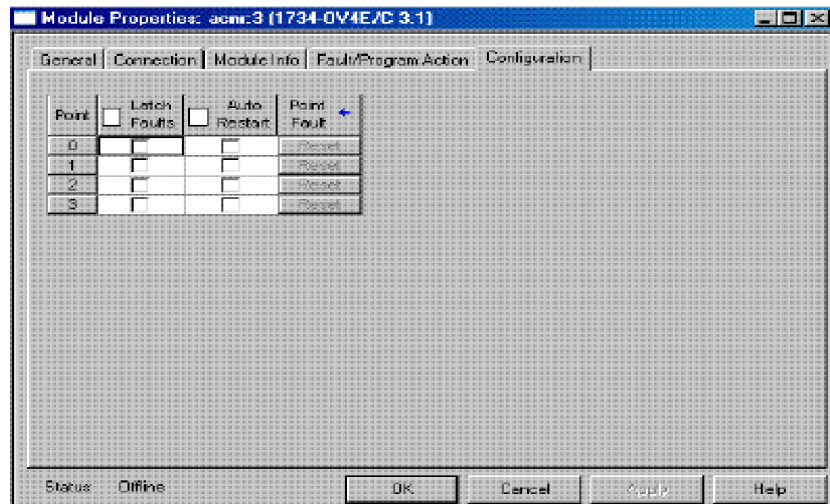 Module Properties: acnr:3 (1734-OV4E/C 3.1)
General Connection Module Info Fault/Program Action Configuration
Point Latch Faults Auto Restart Point Fault
0 Reset
1 Reset
2 Reset
3 Reset
Status: Offline OK Cancel Apply Help